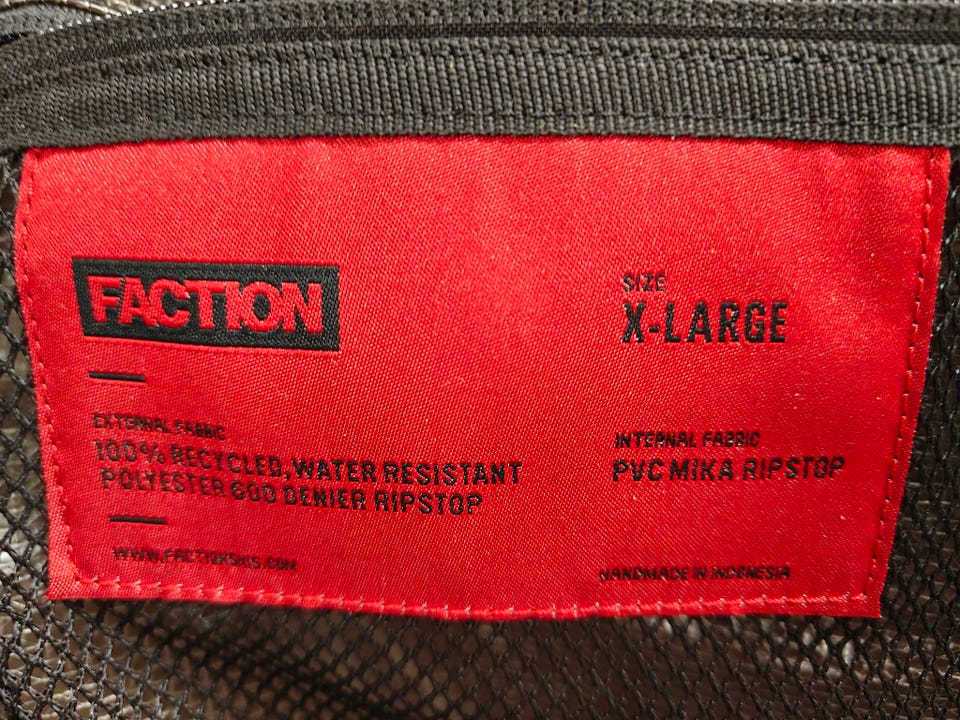 FACTION
SIZE
X-LARGE
EXTERNAL FABRIC
100% RECYCLED, WATER RESISTANT
POLYESTER 600 DENIER RIPSTOP
INTERNAL FABRIC
PVC MIKA RIPSTOP
WWW.FACTIONSKIS.COM
HANDMADE IN INDONESIA